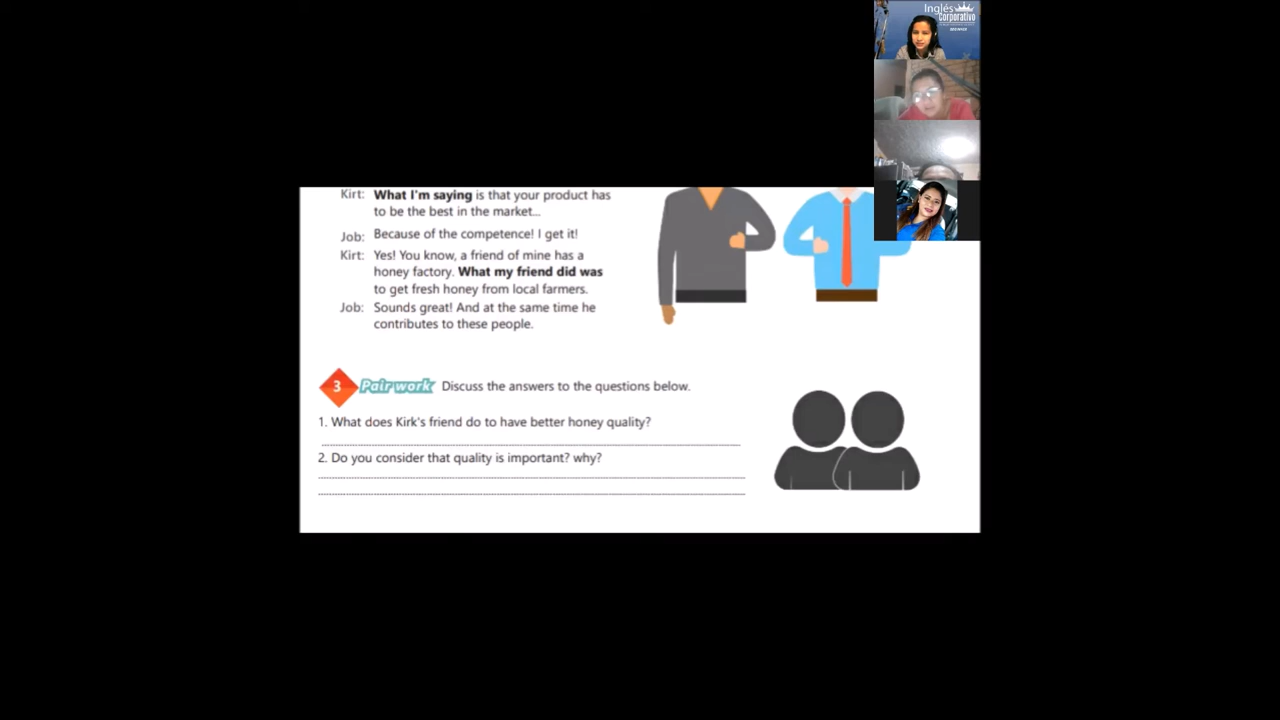 Inglés
Corporativo
Kirt: What I'm saying is that your product has
to be the best in the market...
Job: Because of the competence! I get it!
Kirt: Yes! You know, a friend of mine has a
honey factory. What my friend did was
to get fresh honey from local farmers.
Job: Sounds great! And at the same time he
contributes to these people.
3 Pair work Discuss the answers to the questions below.
1. What does Kirk's friend do to have better honey quality?
2. Do you consider that quality is important? why?